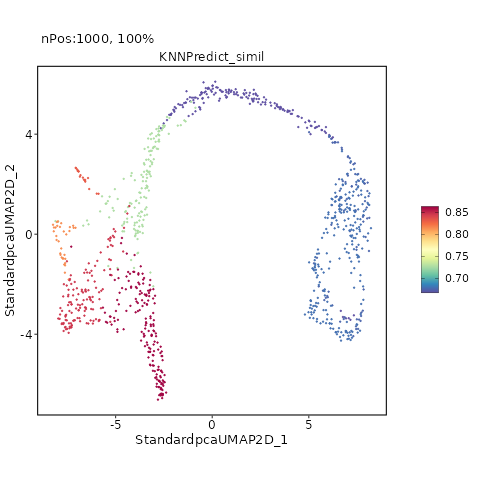 nPos:1000, 100%
KNNPredict_simil
StandardpcaUMAP2D_2
4
0
-4
-5
0
5
StandardpcaUMAP2D_1
0.85
0.80
0.75
0.70